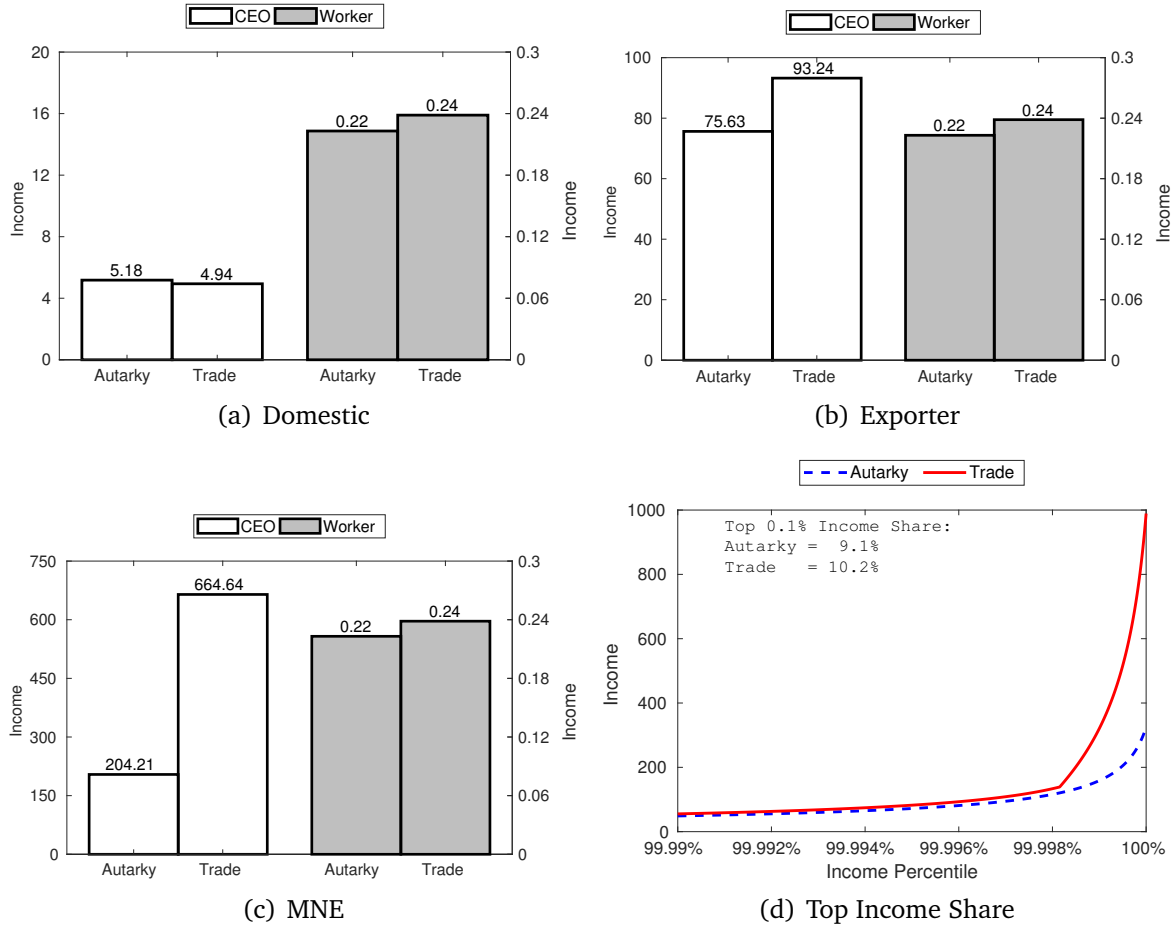 CEO Worker
20
16
12
8
4
0
Income
5.18
4.94
0.22
0.24
0.3
0.24
0.18
0.12
0.06
0
Income
Autarky Trade Autarky Trade
(a) Domestic
CEO Worker
100
80
60
40
20
0
Income
75.63
93.24
0.22
0.24
0.3
0.24
0.18
0.12
0.06
0
Income
Autarky Trade Autarky Trade
(b) Exporter
CEO Worker
750
600
450
300
150
0
Income
204.21
664.64
0.22
0.24
0.3
0.24
0.18
0.12
0.06
0
Income
Autarky Trade Autarky Trade
(c) MNE
Autarky Trade
1000
800
600
400
200
0
Income
Top 0.1% Income Share:
Autarky = 9.1%
Trade = 10.2%
99.99% 99.992% 99.994% 99.996% 99.998% 100%
Income Percentile
(d) Top Income Share